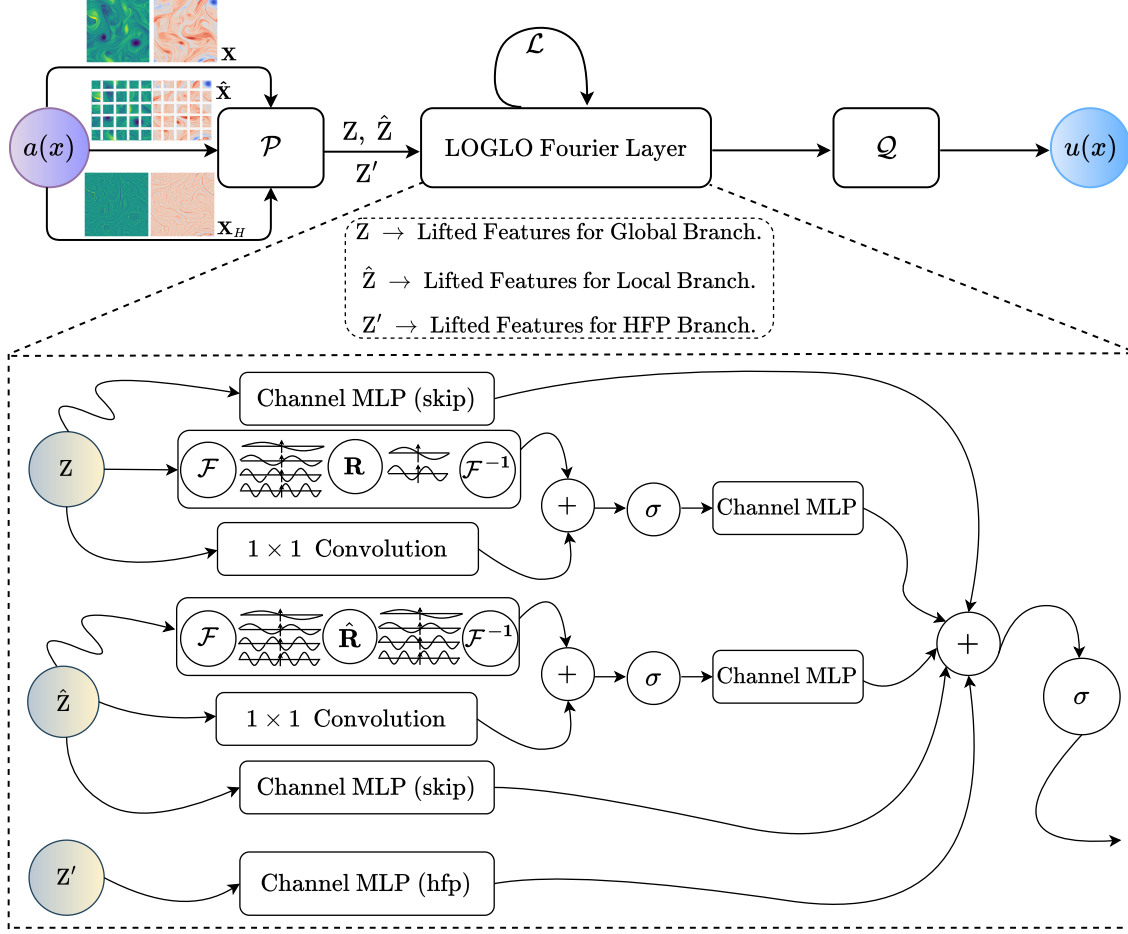 X
X̂
X_H
a(x)
𝒫
Z, Ẑ
Z′
ℒ
LOGLO Fourier Layer
𝒬
u(x)
Z → Lifted Features for Global Branch.
Ẑ → Lifted Features for Local Branch.
Z′ → Lifted Features for HFP Branch.
Channel MLP (skip)
Z
ℱ
R
ℱ⁻¹
+
σ
Channel MLP
1 × 1 Convolution
ℱ
R̂
ℱ⁻¹
+
σ
Channel MLP
+
Ẑ
σ
1 × 1 Convolution
Channel MLP (skip)
Z′
Channel MLP (hfp)